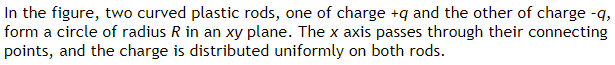 In the figure, two curved plastic rods, one of charge +q and the other of charge -q,
form a circle of radius R in an xy plane. The x axis passes through their connecting
points, and the charge is distributed uniformly on both rods.